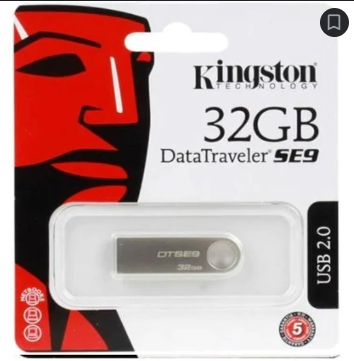 Kingston
TECHNOLOGY
32GB
DataTraveler® SE9
DTSE9
32GB
USB 2.0
5